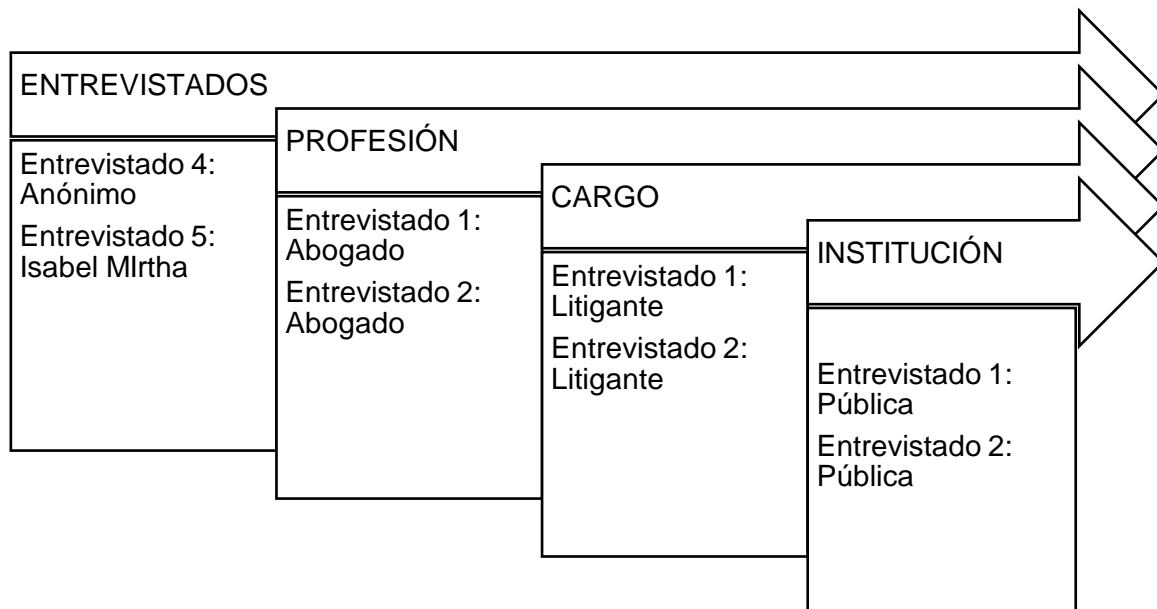 ENTREVISTADOS
Entrevistado 4:
Anónimo
Entrevistado 5:
Isabel MIrtha
PROFESIÓN
Entrevistado 1:
Abogado
Entrevistado 2:
Abogado
CARGO
Entrevistado 1:
Litigante
Entrevistado 2:
Litigante
INSTITUCIÓN
Entrevistado 1:
Pública
Entrevistado 2:
Pública